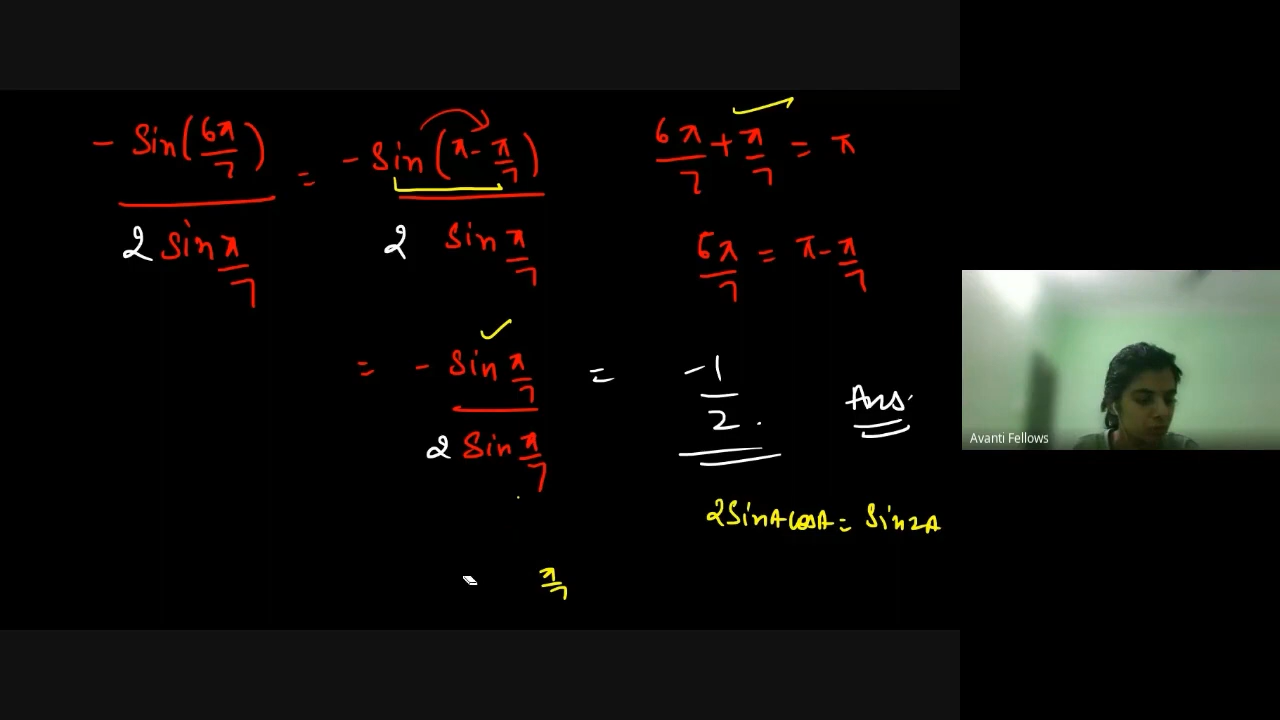 - Sin(6π/7) / 2 Sin π/7 = - Sin(π - π/7) / 2 Sin π/7
6π/7 + π/7 = π
6π/7 = π - π/7
= - Sin π/7 / 2 Sin π/7 = -1/2. Ans.
2SinACosA = Sin2A
π/7
Avanti Fellows